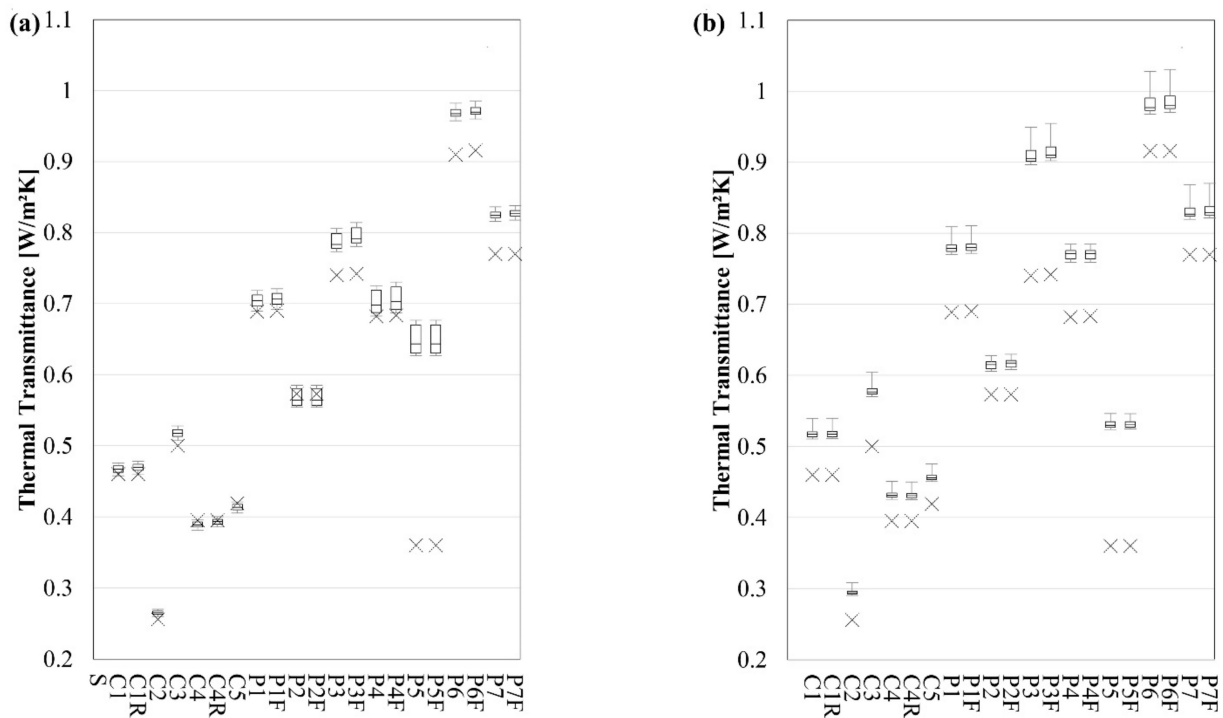 (a)
Thermal Transmittance [W/m²K]
1.1
1
0.9
0.8
0.7
0.6
0.5
0.4
0.3
0.2
S
C1
C1R
C2
C3
C4
C4R
C5
P1
P1F
P2
P2F
P3
P3F
P4
P4F
P5
P5F
P6
P6F
P7
P7F
(b)
Thermal Transmittance [W/m²K]
1.1
1
0.9
0.8
0.7
0.6
0.5
0.4
0.3
0.2
C1
C1R
C2
C3
C4
C4R
C5
P1
P1F
P2
P2F
P3
P3F
P4
P4F
P5
P5F
P6
P6F
P7
P7F